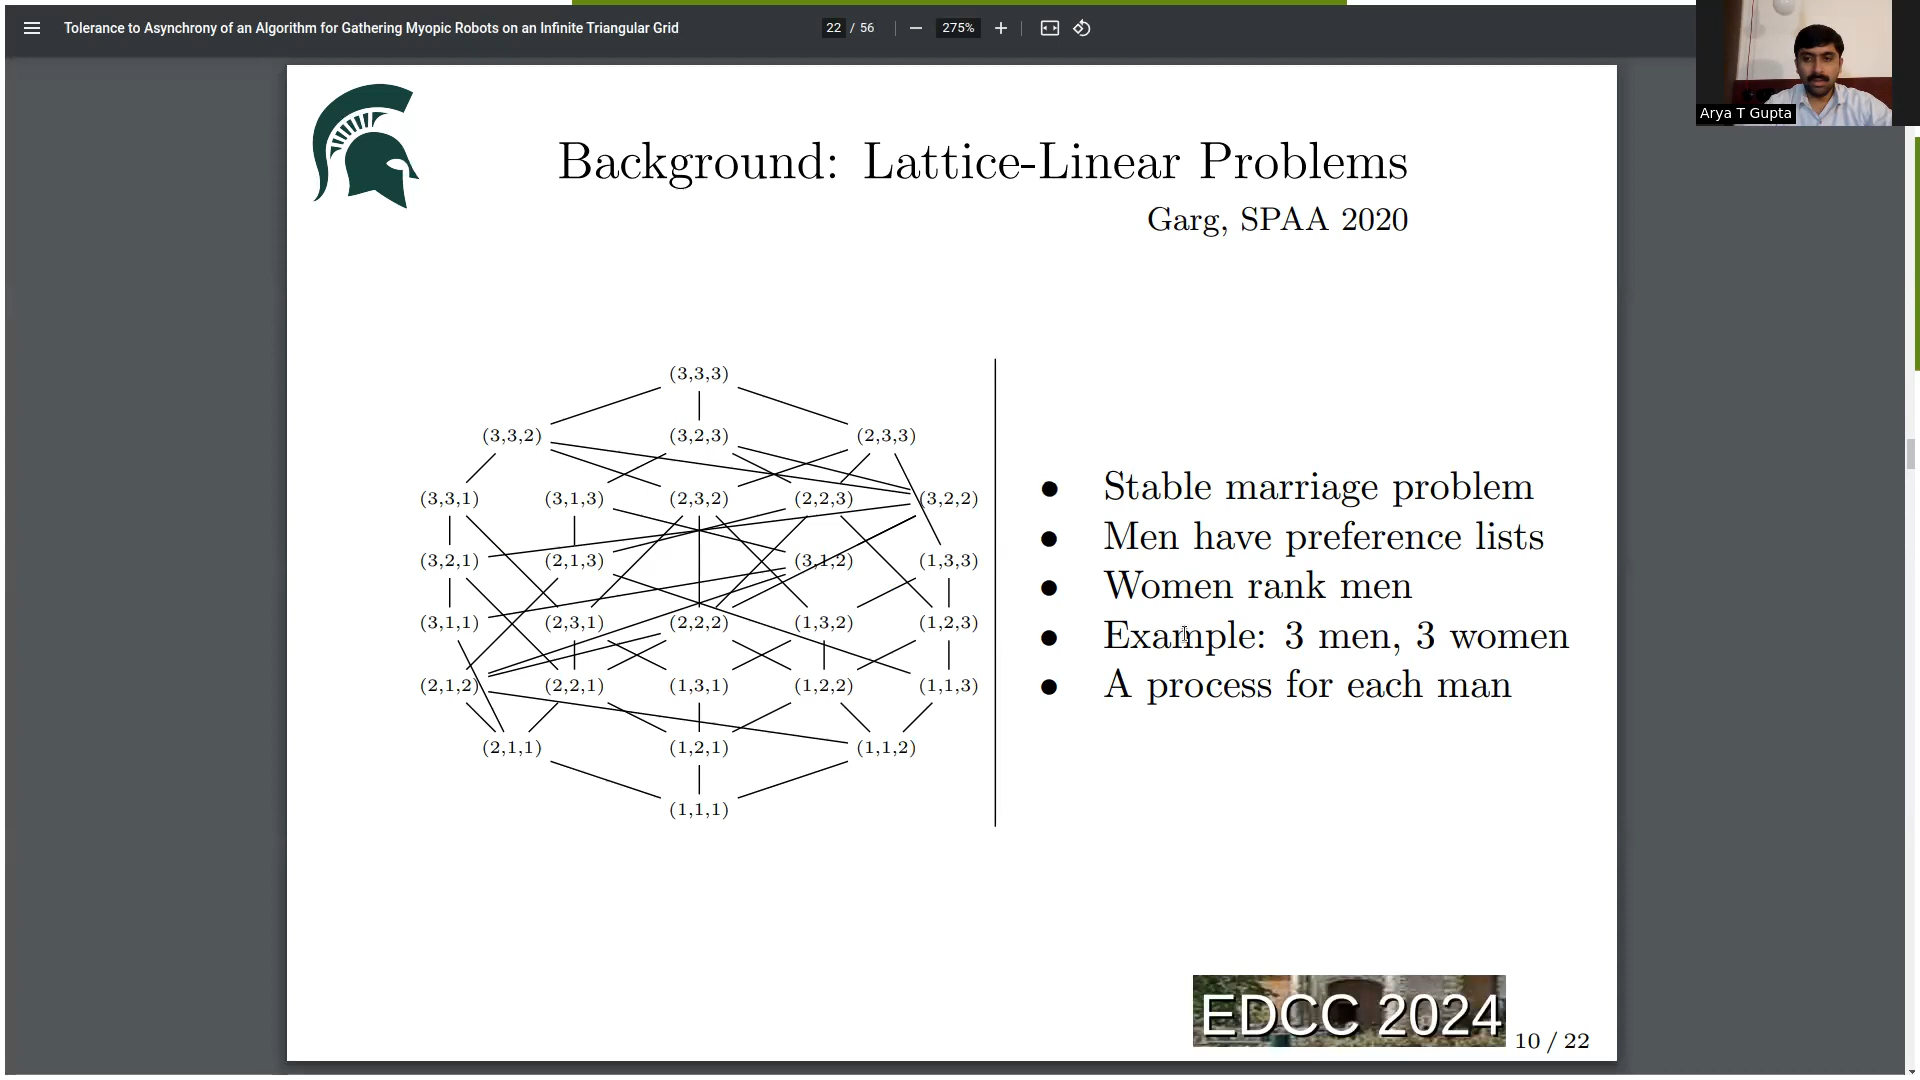 Tolerance to Asynchrony of an Algorithm for Gathering Myopic Robots on an Infinite Triangular Grid
22 / 56
275%
Arya T Gupta
Background: Lattice-Linear Problems
Garg, SPAA 2020
(3,3,3)
(3,3,2) (3,2,3) (2,3,3)
(3,3,1) (3,1,3) (2,3,2) (2,2,3) (3,2,2)
(3,2,1) (2,1,3) (3,1,2) (1,3,3)
(3,1,1) (2,3,1) (2,2,2) (1,3,2) (1,2,3)
(2,1,2) (2,2,1) (1,3,1) (1,2,2) (1,1,3)
(2,1,1) (1,2,1) (1,1,2)
(1,1,1)
● Stable marriage problem
● Men have preference lists
● Women rank men
● Example: 3 men, 3 women
● A process for each man
EDCC 2024
10 / 22